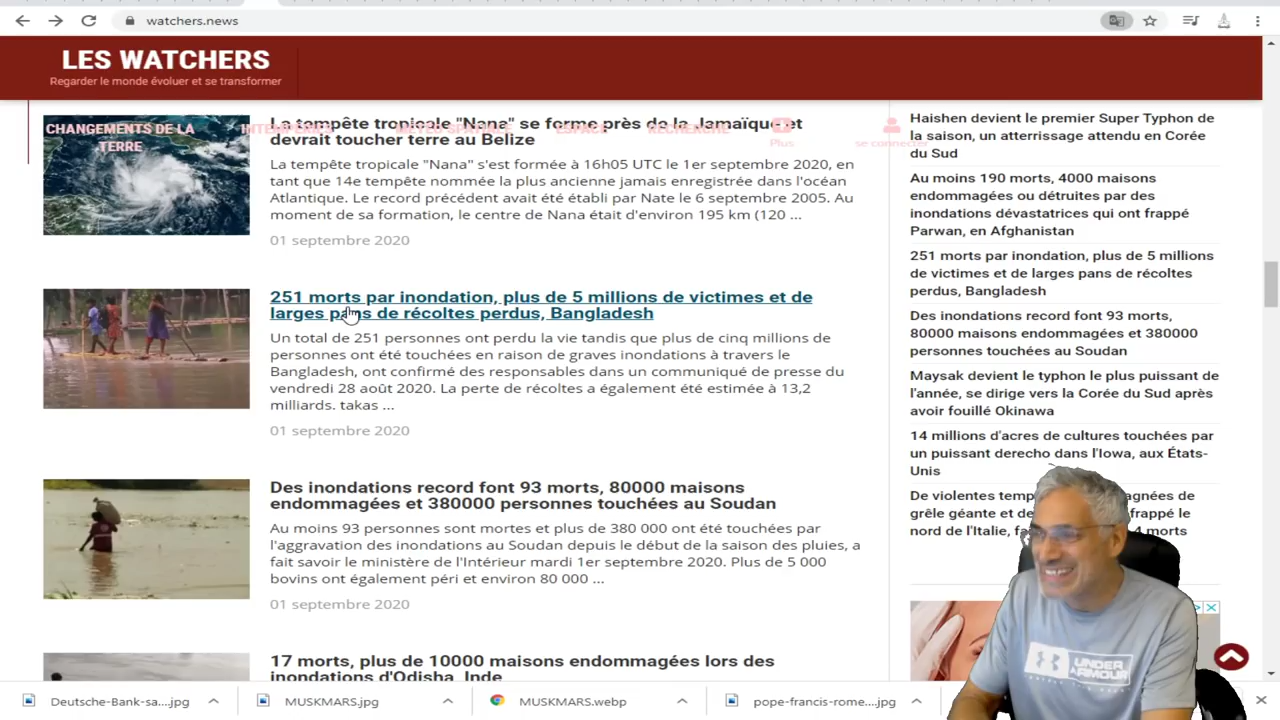 watchers.news
LES WATCHERS
Regarder le monde évoluer et se transformer
CHANGEMENTS DE LA
TERRE
INTEMPÉRIES
MÉTÉO SPATIALE
ESPACE
RECHERCHE
Plus
se connecter
La tempête tropicale "Nana" se forme près de la Jamaïque et
devrait toucher terre au Belize
La tempête tropicale "Nana" s'est formée à 16h05 UTC le 1er septembre 2020, en
tant que 14e tempête nommée la plus ancienne jamais enregistrée dans l'océan
Atlantique. Le record précédent avait été établi par Nate le 6 septembre 2005. Au
moment de sa formation, le centre de Nana était d'environ 195 km (120 ...
01 septembre 2020
251 morts par inondation, plus de 5 millions de victimes et de
larges pans de récoltes perdus, Bangladesh
Un total de 251 personnes ont perdu la vie tandis que plus de cinq millions de
personnes ont été touchées en raison de graves inondations à travers le
Bangladesh, ont confirmé des responsables dans un communiqué de presse du
vendredi 28 août 2020. La perte de récoltes a également été estimée à 13,2
milliards. takas ...
01 septembre 2020
Des inondations record font 93 morts, 80000 maisons
endommagées et 380000 personnes touchées au Soudan
Au moins 93 personnes sont mortes et plus de 380 000 ont été touchées par
l'aggravation des inondations au Soudan depuis le début de la saison des pluies, a
fait savoir le ministère de l'Intérieur mardi 1er septembre 2020. Plus de 5 000
bovins ont également péri et environ 80 000 ...
01 septembre 2020
17 morts, plus de 10000 maisons endommagées lors des
inondations d'Odisha, Inde
Haishen devient le premier Super Typhon de
la saison, un atterrissage attendu en Corée
du Sud
Au moins 190 morts, 4000 maisons
endommagées ou détruites par des
inondations dévastatrices qui ont frappé
Parwan, en Afghanistan
251 morts par inondation, plus de 5 millions
de victimes et de larges pans de récoltes
perdus, Bangladesh
Des inondations record font 93 morts,
80000 maisons endommagées et 380000
personnes touchées au Soudan
Maysak devient le typhon le plus puissant de
l'année, se dirige vers la Corée du Sud après
avoir fouillé Okinawa
14 millions d'acres de cultures touchées par
un puissant derecho dans l'Iowa, aux États-
Unis
De violentes
grêle géante et de frappé le
nord de l'Italie, morts
UNDER
ARMOUR
Deutsche-Bank-sa....jpg
MUSKMARS.jpg
MUSKMARS.webp
pope-francis-rome....jpg